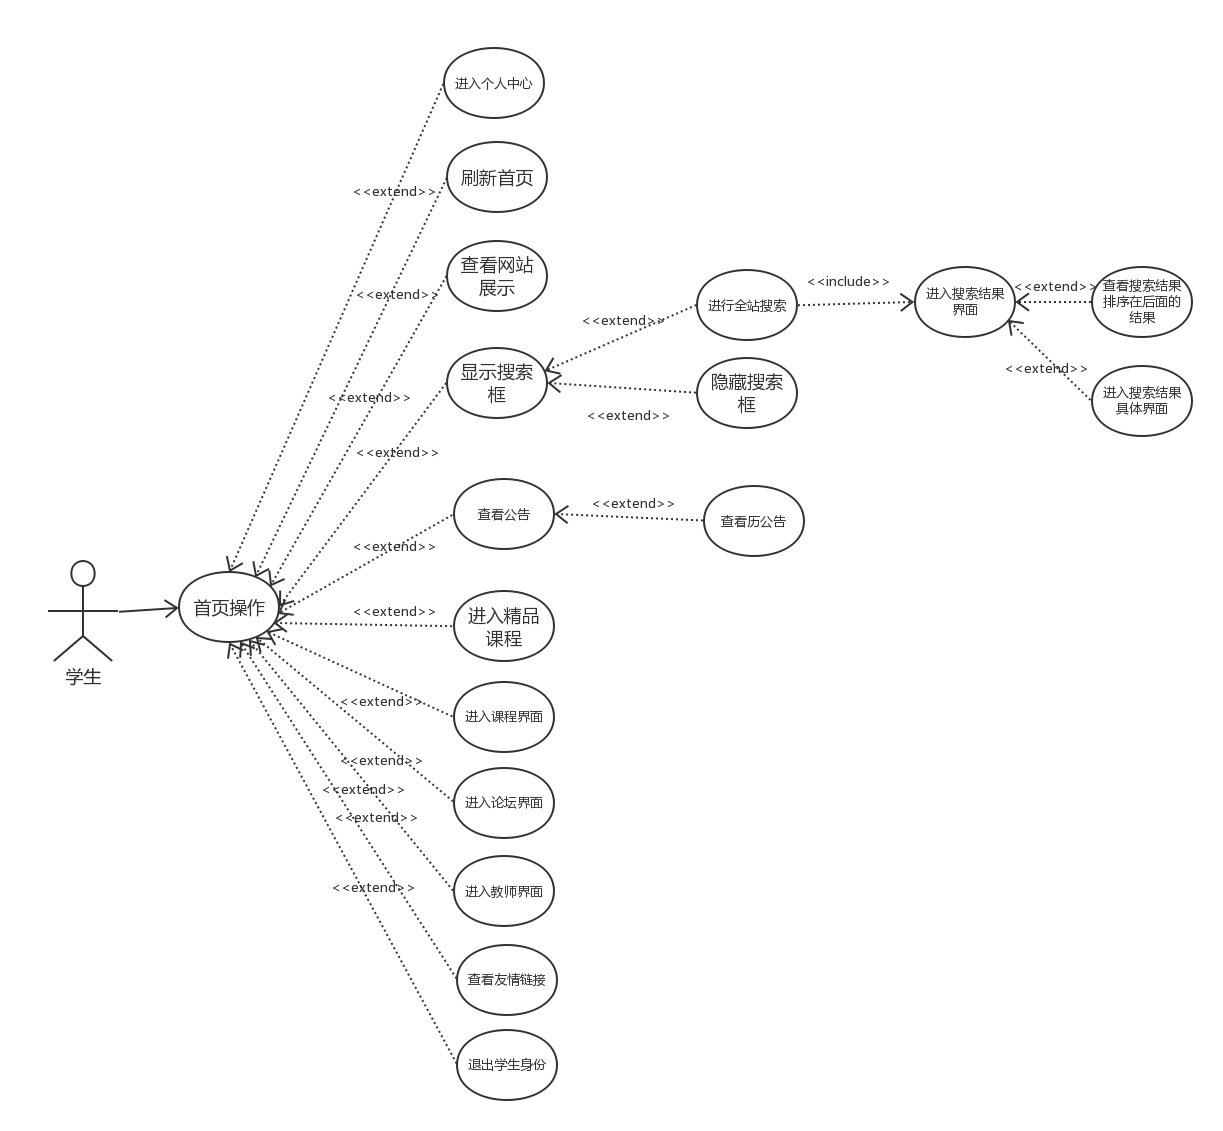 进入个人中心
<<extend>>
刷新首页
<<extend>>
查看网站
展示
<<extend>>
显示搜索
框
<<extend>>
<<extend>>
进行全站搜索
<<include>>
进入搜索结果
界面
<<extend>>
查看搜索结果
排序在后面的
结果
<<extend>>
进入搜索结果
具体界面
<<extend>>
隐藏搜索
框
查看公告
<<extend>>
<<extend>>
查看历公告
学生
首页操作
<<extend>>
进入精品
课程
<<extend>>
进入课程界面
<<extend>>
进入论坛界面
<<extend>>
<<extend>>
进入教师界面
<<extend>>
查看友情链接
退出学生身份